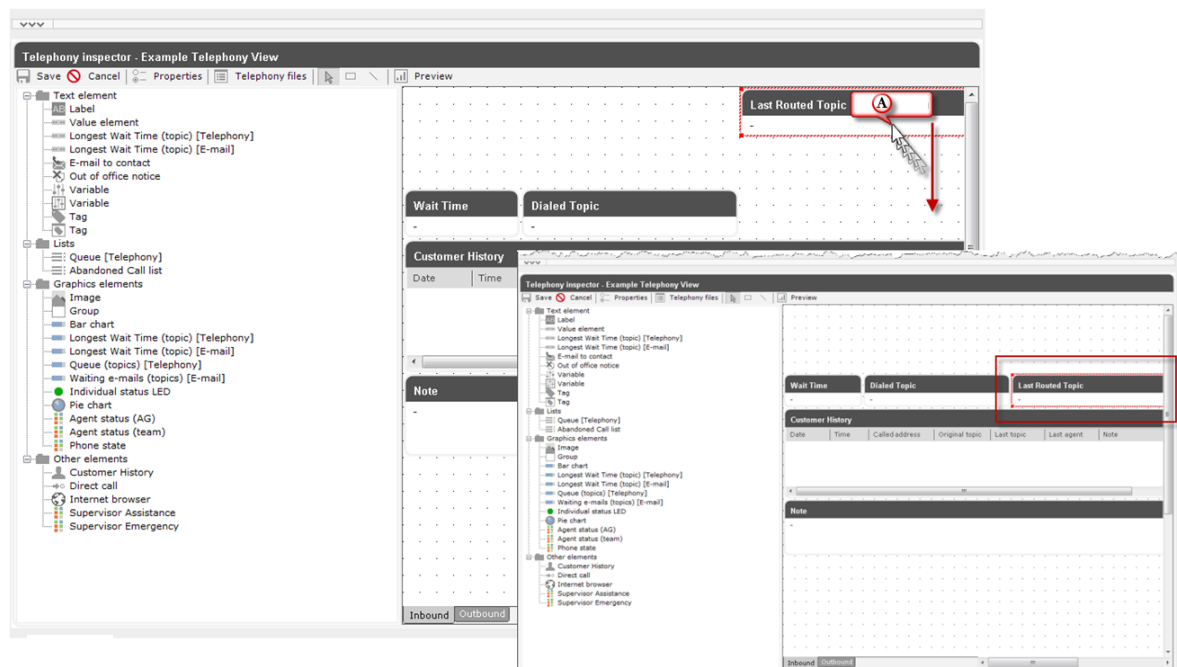 Telephony inspector - Example Telephony View
Save Cancel Properties Telephony files Preview
Text element
AB Label
Value element
Longest Wait Time (topic) [Telephony]
Longest Wait Time (topic) [E-mail]
E-mail to contact
Out of office notice
Variable
Variable
Tag
Tag
Lists
Queue [Telephony]
Abandoned Call list
Graphics elements
Image
Group
Bar chart
Longest Wait Time (topic) [Telephony]
Longest Wait Time (topic) [E-mail]
Queue (topics) [Telephony]
Waiting e-mails (topics) [E-mail]
Individual status LED
Pie chart
Agent status (AG)
Agent status (team)
Phone state
Other elements
Customer History
Direct call
Internet browser
Supervisor Assistance
Supervisor Emergency
Last Routed Topic A
-
Wait Time Dialed Topic
- -
Customer History
Date Time
Note
-
Inbound Outbound
Telephony inspector - Example Telephony View
Save Cancel Properties Telephony files Preview
Text element
AB Label
Value element
Longest Wait Time (topic) [Telephony]
Longest Wait Time (topic) [E-mail]
E-mail to contact
Out of office notice
Variable
Variable
Tag
Tag
Lists
Queue [Telephony]
Abandoned Call list
Graphics elements
Image
Group
Bar chart
Longest Wait Time (topic) [Telephony]
Longest Wait Time (topic) [E-mail]
Queue (topics) [Telephony]
Waiting e-mails (topics) [E-mail]
Individual status LED
Pie chart
Agent status (AG)
Agent status (team)
Phone state
Other elements
Customer History
Direct call
Internet browser
Supervisor Assistance
Supervisor Emergency
Wait Time Dialed Topic Last Routed Topic
- - -
Customer History
Date Time Called address Original topic Last topic Last agent Note
Note
-
Inbound Outbound